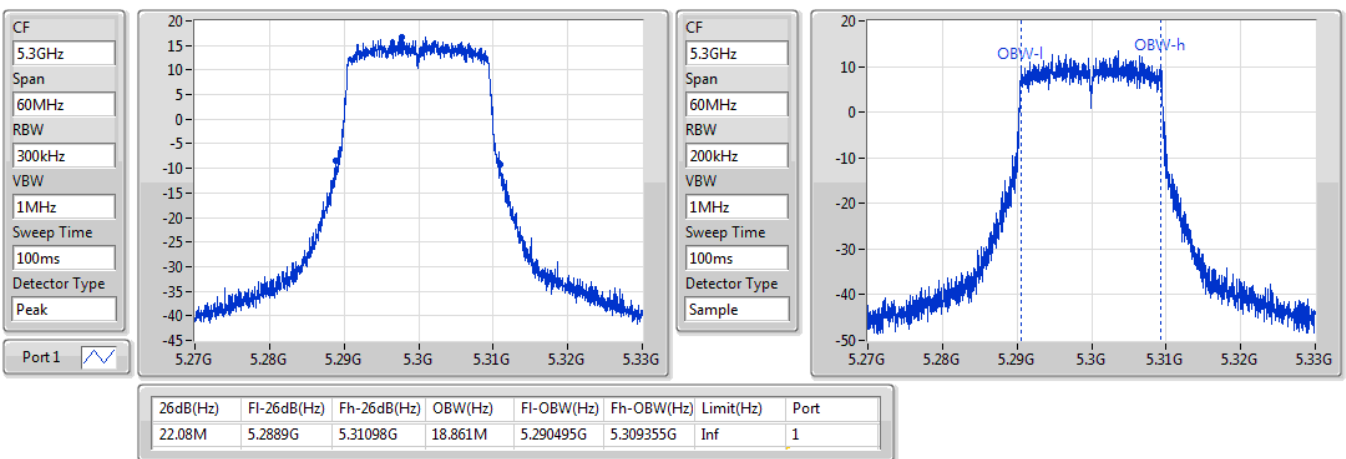 CF
5.3GHz
Span
60MHz
RBW
300kHz
VBW
1MHz
Sweep Time
100ms
Detector Type
Peak
Port 1
20
15
10
5
0
-5
-10
-15
-20
-25
-30
-35
-40
-45
5.27G 5.28G 5.29G 5.3G 5.31G 5.32G 5.33G
CF
5.3GHz
Span
60MHz
RBW
200kHz
VBW
1MHz
Sweep Time
100ms
Detector Type
Sample
20
10
0
-10
-20
-30
-40
-50
OBW-l OBW-h
5.27G 5.28G 5.29G 5.3G 5.31G 5.32G 5.33G
26dB(Hz) Fl-26dB(Hz) Fh-26dB(Hz) OBW(Hz) Fl-OBW(Hz) Fh-OBW(Hz) Limit(Hz) Port
22.08M 5.2889G 5.31098G 18.861M 5.290495G 5.309355G Inf 1